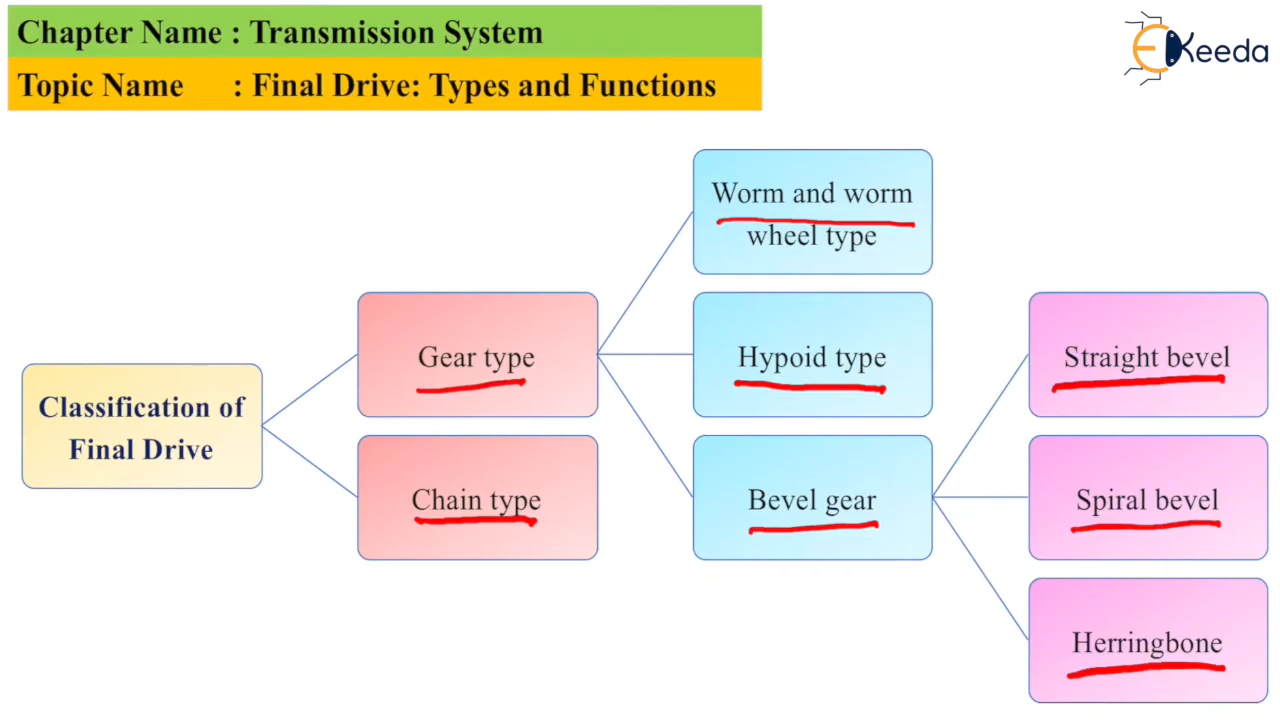 Chapter Name : Transmission System
Topic Name : Final Drive: Types and Functions
EKeeda
Classification of
Final Drive
Gear type
Chain type
Worm and worm
wheel type
Hypoid type
Bevel gear
Straight bevel
Spiral bevel
Herringbone